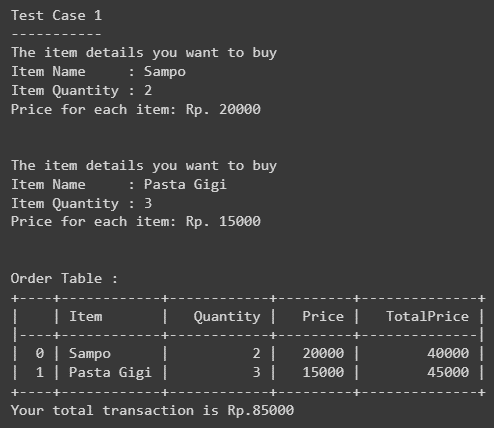 Test Case 1
-----------
The item details you want to buy
Item Name     : Sampo
Item Quantity : 2
Price for each item: Rp. 20000
The item details you want to buy
Item Name     : Pasta Gigi
Item Quantity : 3
Price for each item: Rp. 15000
Order Table :
+----+------------+------------+---------+--------------+
|    | Item       |   Quantity |   Price |   TotalPrice |
|----+------------+------------+---------+--------------|
|  0 | Sampo      |          2 |   20000 |        40000 |
|  1 | Pasta Gigi |          3 |   15000 |        45000 |
+----+------------+------------+---------+--------------+
Your total transaction is Rp.85000